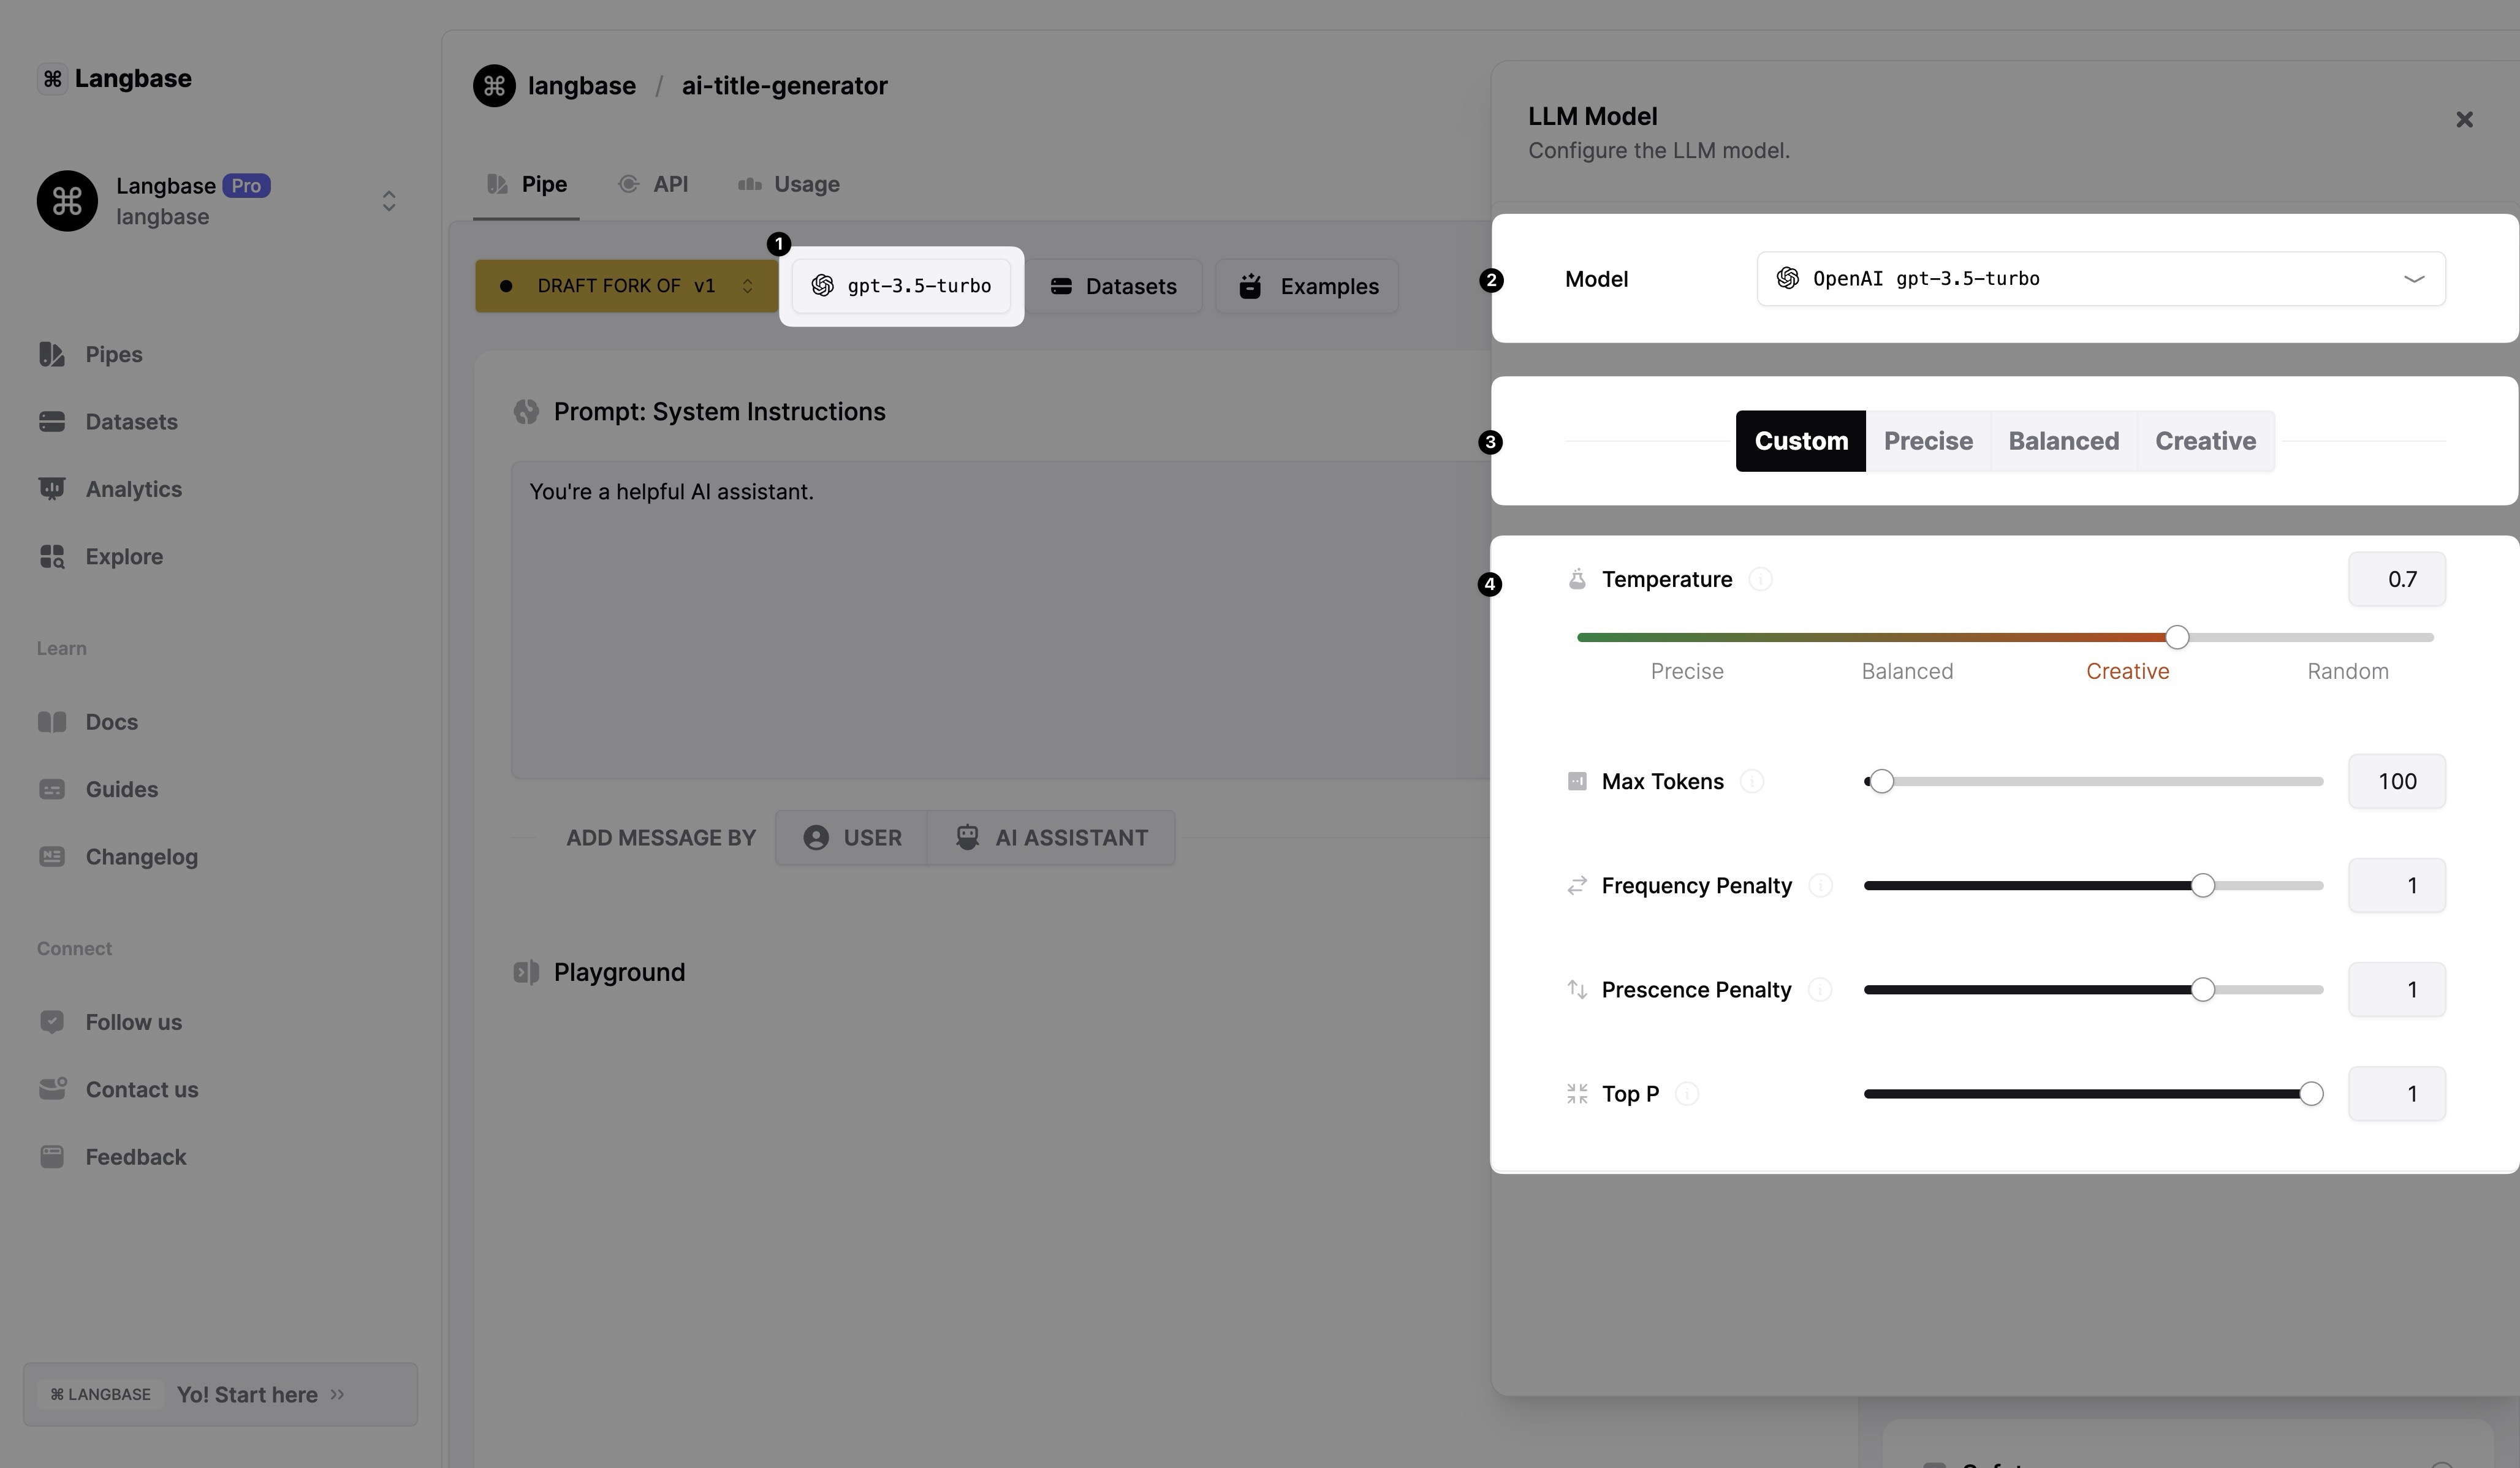 Langbase
Langbase Pro
langbase
Pipes
Datasets
Analytics
Explore
Learn
Docs
Guides
Changelog
Connect
Follow us
Contact us
Feedback
⌘ LANGBASE Yo! Start here
langbase / ai-title-generator
Pipe API Usage
1
DRAFT FORK OF v1 gpt-3.5-turbo Datasets Examples
Prompt: System Instructions
You're a helpful AI assistant.
ADD MESSAGE BY USER AI ASSISTANT
Playground
LLM Model
Configure the LLM model.
2 Model OpenAI gpt-3.5-turbo
3 Custom Precise Balanced Creative
4 Temperature 0.7
Precise Balanced Creative Random
Max Tokens 100
Frequency Penalty 1
Prescence Penalty 1
Top P 1